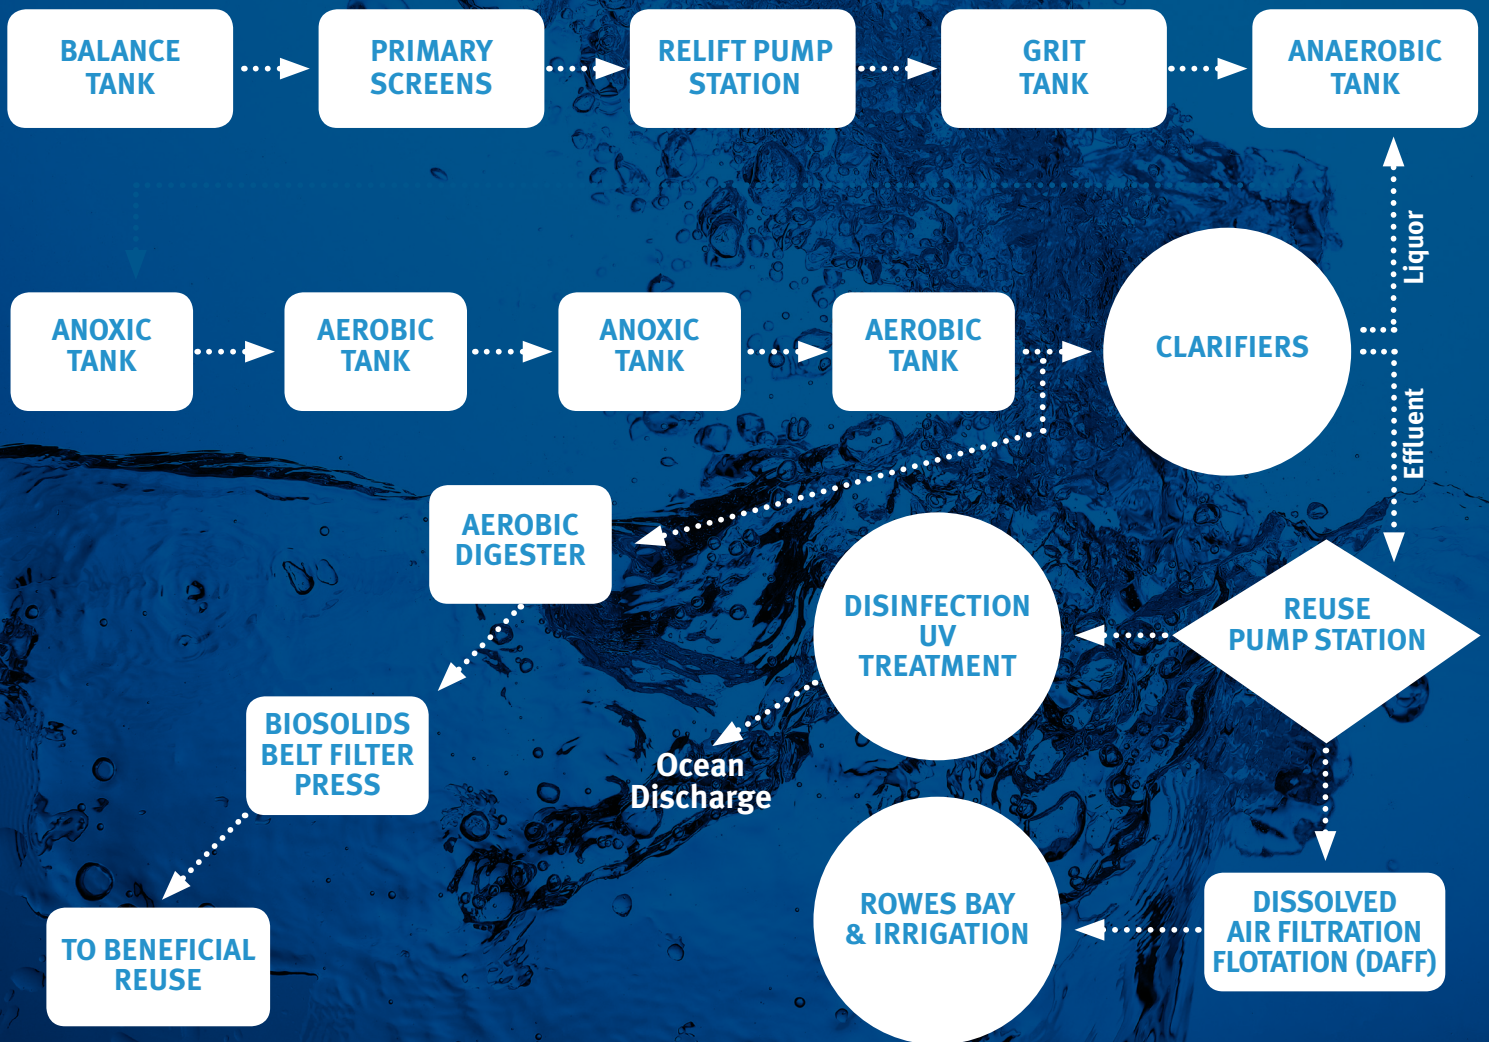 BALANCE
TANK
PRIMARY
SCREENS
RELIFT PUMP
STATION
GRIT
TANK
ANAEROBIC
TANK
Liquor
ANOXIC
TANK
AEROBIC
TANK
ANOXIC
TANK
AEROBIC
TANK
CLARIFIERS
Effluent
AEROBIC
DIGESTER
DISINFECTION
UV
TREATMENT
REUSE
PUMP STATION
BIOSOLIDS
BELT FILTER
PRESS
Ocean
Discharge
ROWES BAY
& IRRIGATION
DISSOLVED
AIR FILTRATION
FLOTATION (DAFF)
TO BENEFICIAL
REUSE